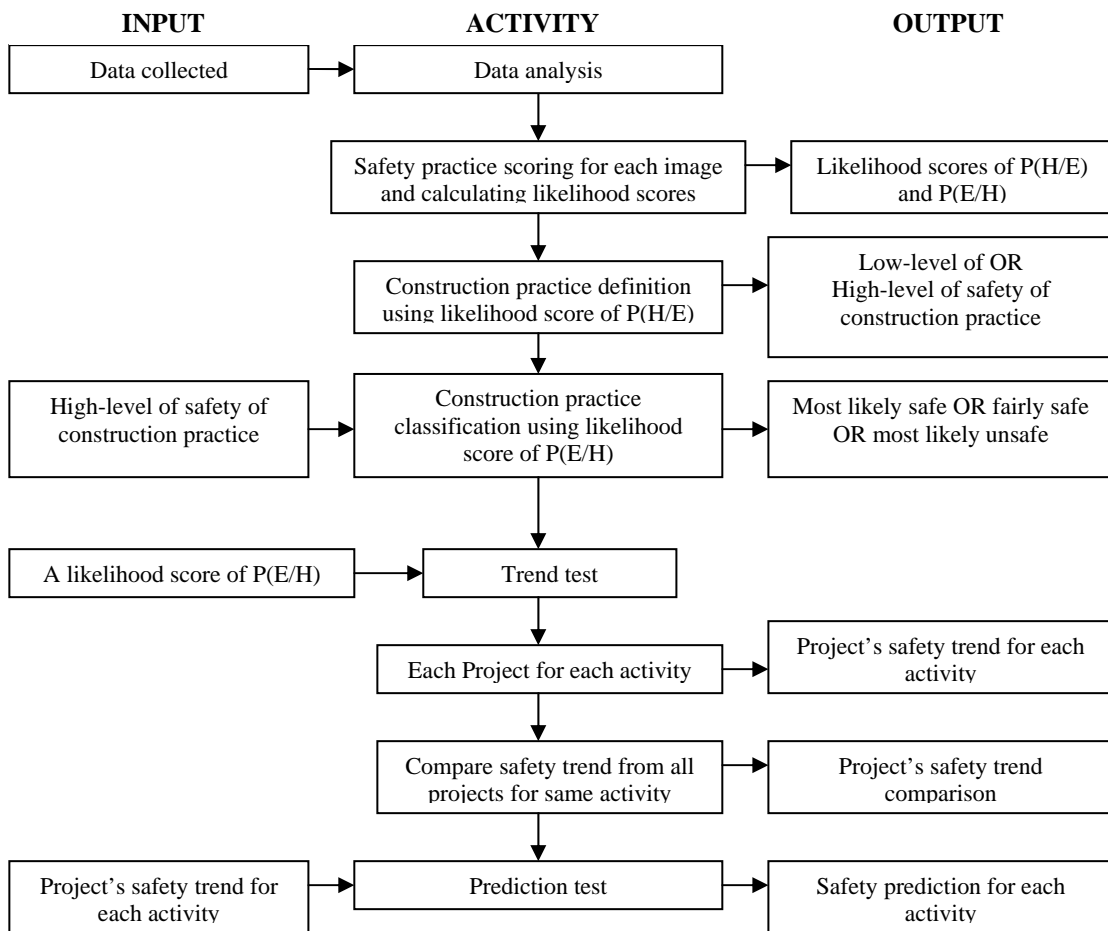 INPUT ACTIVITY OUTPUT
Data collected
Data analysis
Safety practice scoring for each image
and calculating likelihood scores
Likelihood scores of P(H/E)
and P(E/H)
Construction practice definition
using likelihood score of P(H/E)
Low-level of OR
High-level of safety of
construction practice
High-level of safety of
construction practice
Construction practice
classification using likelihood
score of P(E/H)
Most likely safe OR fairly safe
OR most likely unsafe
A likelihood score of P(E/H)
Trend test
Each Project for each activity
Project’s safety trend for each
activity
Compare safety trend from all
projects for same activity
Project’s safety trend
comparison
Project’s safety trend for
each activity
Prediction test
Safety prediction for each
activity